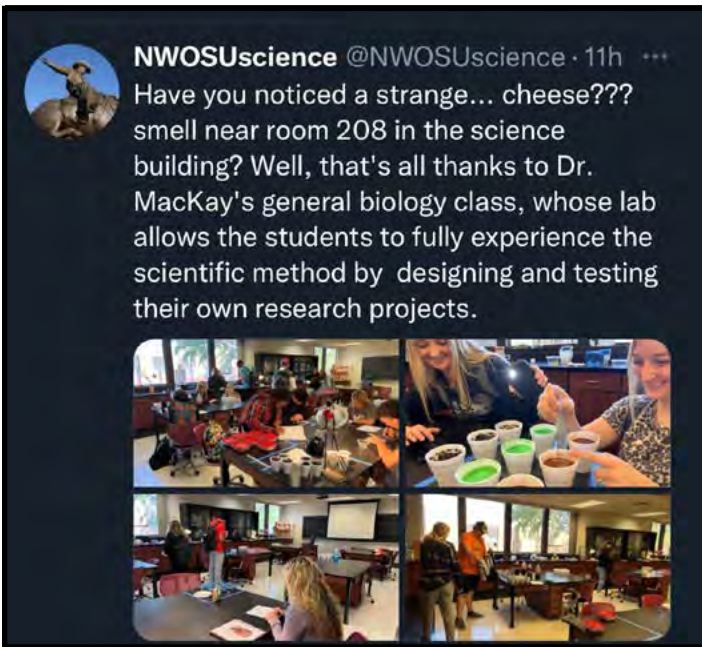 NWOSUscience @NWOSUscience · 11h ···
Have you noticed a strange... cheese???
smell near room 208 in the science
building? Well, that's all thanks to Dr.
MacKay's general biology class, whose lab
allows the students to fully experience the
scientific method by  designing and testing
their own research projects.